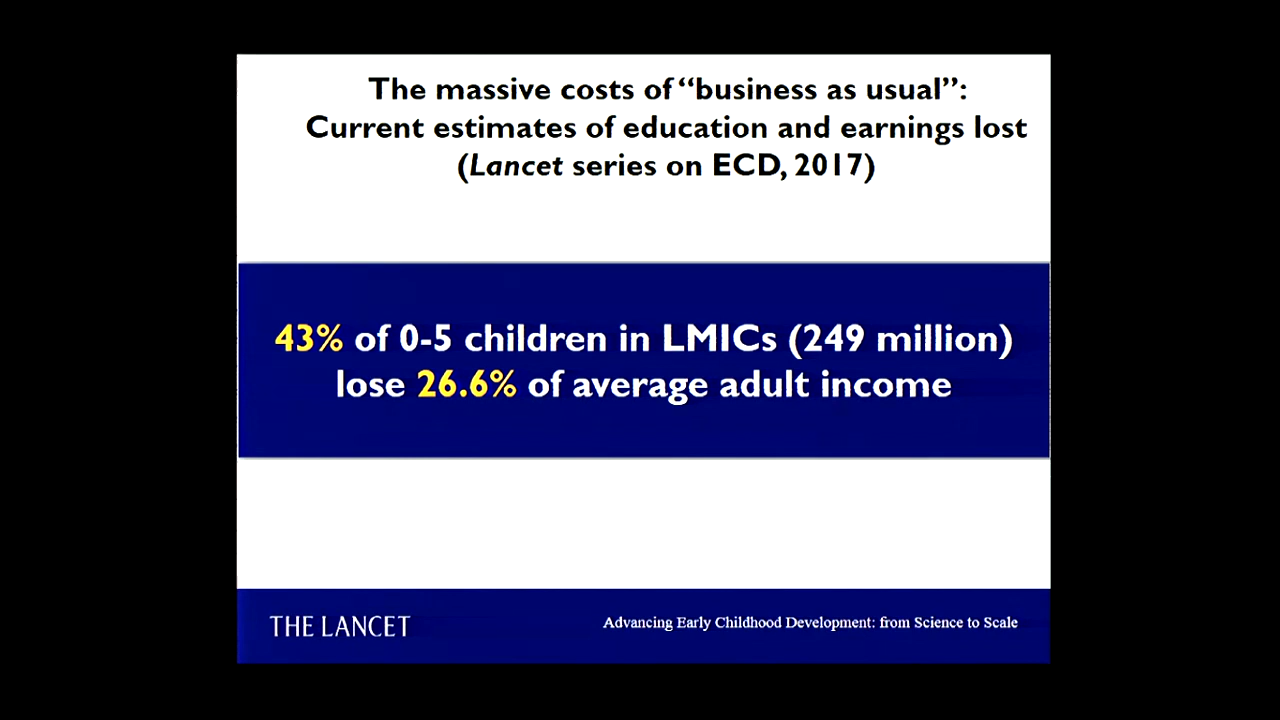 The massive costs of “business as usual”:
Current estimates of education and earnings lost
(Lancet series on ECD, 2017)
43% of 0-5 children in LMICs (249 million)
lose 26.6% of average adult income
THE LANCET
Advancing Early Childhood Development: from Science to Scale